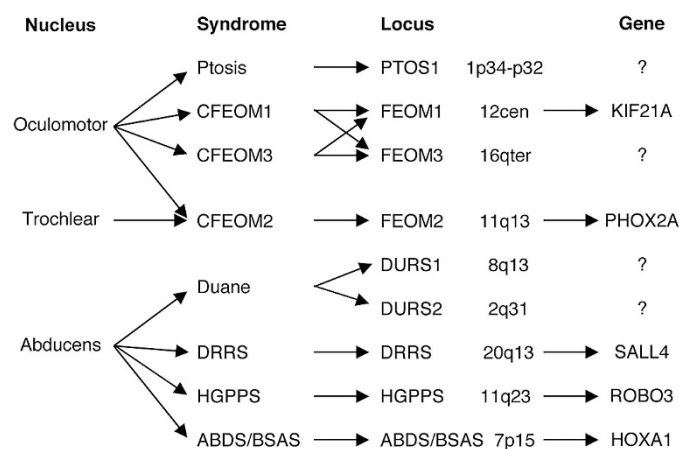 Nucleus Syndrome Locus Gene
Ptosis PTOS1 1p34-p32 ?
CFEOM1 FEOM1 12cen KIF21A
Oculomotor
CFEOM3 FEOM3 16qter ?
Trochlear CFEOM2 FEOM2 11q13 PHOX2A
DURS1 8q13 ?
Duane
DURS2 2q31 ?
Abducens DRRS DRRS 20q13 SALL4
HGPPS HGPPS 11q23 ROBO3
ABDS/BSAS ABDS/BSAS 7p15 HOXA1